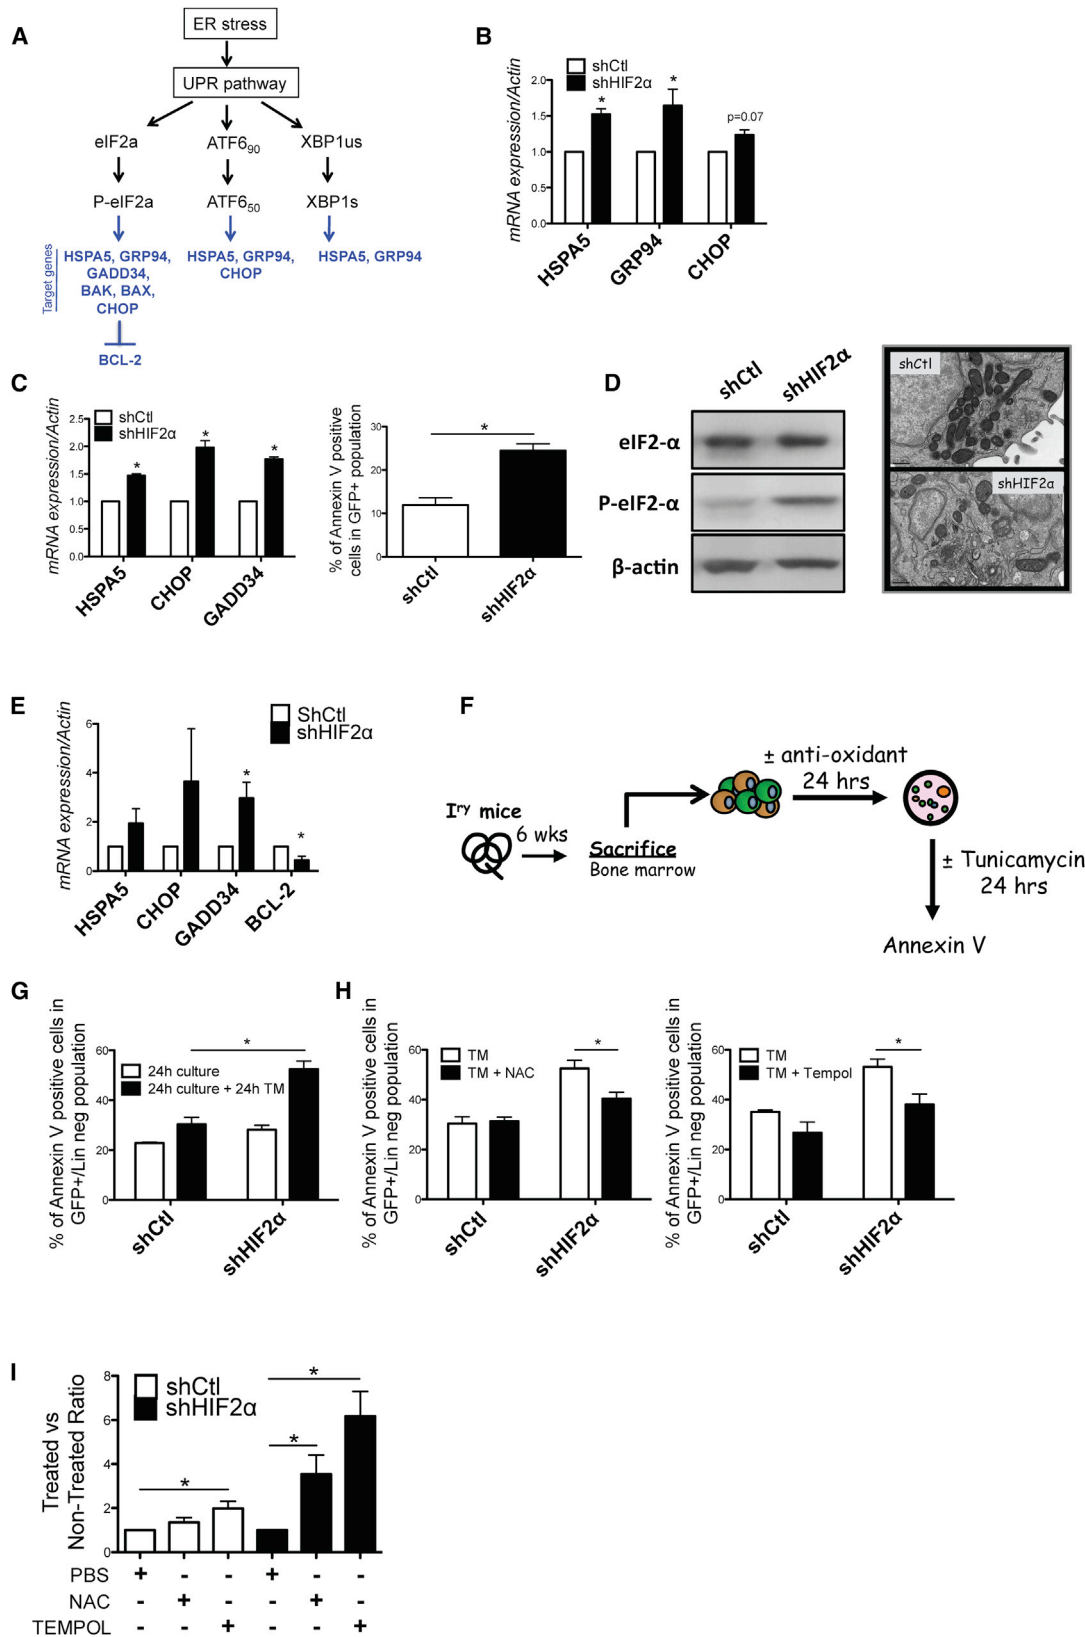 A
ER stress
UPR pathway
eIF2a
ATF6₉₀
XBP1us
P-eIF2a
ATF6₅₀
XBP1s
Target genes
HSPA5, GRP94,
GADD34,
BAK, BAX,
CHOP
HSPA5, GRP94,
CHOP
HSPA5, GRP94
BCL-2
B
mRNA expression/Actin
shCtl
shHIF2α
2.0
1.5
1.0
0.5
0.0
*
*
p=0.07
HSPA5
GRP94
CHOP
C
mRNA expression/Actin
shCtl
shHIF2α
2.5
2.0
1.5
1.0
0.5
0.0
*
*
*
HSPA5
CHOP
GADD34
% of Annexin V positive
cells in GFP+ population
30
20
10
0
*
shCtl
shHIF2α
D
shCtl
shHIF2α
eIF2-α
P-eIF2-α
β-actin
shCtl
shHIF2α
E
mRNA expression/Actin
ShCtl
shHIF2α
6
4
2
0
*
*
HSPA5
CHOP
GADD34
BCL-2
F
Iʳʸ mice
6 wks
Sacrifice
Bone marrow
± anti-oxidant
24 hrs
± Tunicamycin
24 hrs
Annexin V
G
% of Annexin V positive cells in
GFP+/Lin neg population
60
40
20
0
24h culture
24h culture + 24h TM
*
shCtl
shHIF2α
H
% of Annexin V positive cells in
GFP+/Lin neg population
60
40
20
0
TM
TM + NAC
*
shCtl
shHIF2α
% of Annexin V positive cells in
GFP+/Lin neg population
60
40
20
0
TM
TM + Tempol
*
shCtl
shHIF2α
I
Treated vs
Non-Treated Ratio
8
6
4
2
0
shCtl
shHIF2α
*
*
*
PBS + - - + - -
NAC - + - - + -
TEMPOL - - + - - +